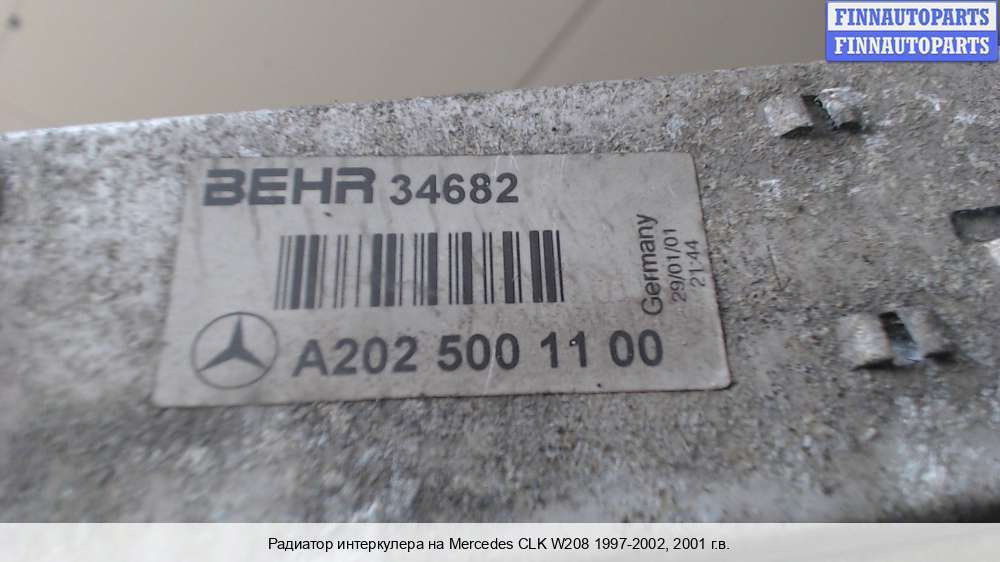 FINNAUTOPARTS
FINNAUTOPARTS
BEHR 34682
Germany
29/01/01
21:44
A202 500 11 00
Радиатор интеркулера на Mercedes CLK W208 1997-2002, 2001 г.в.